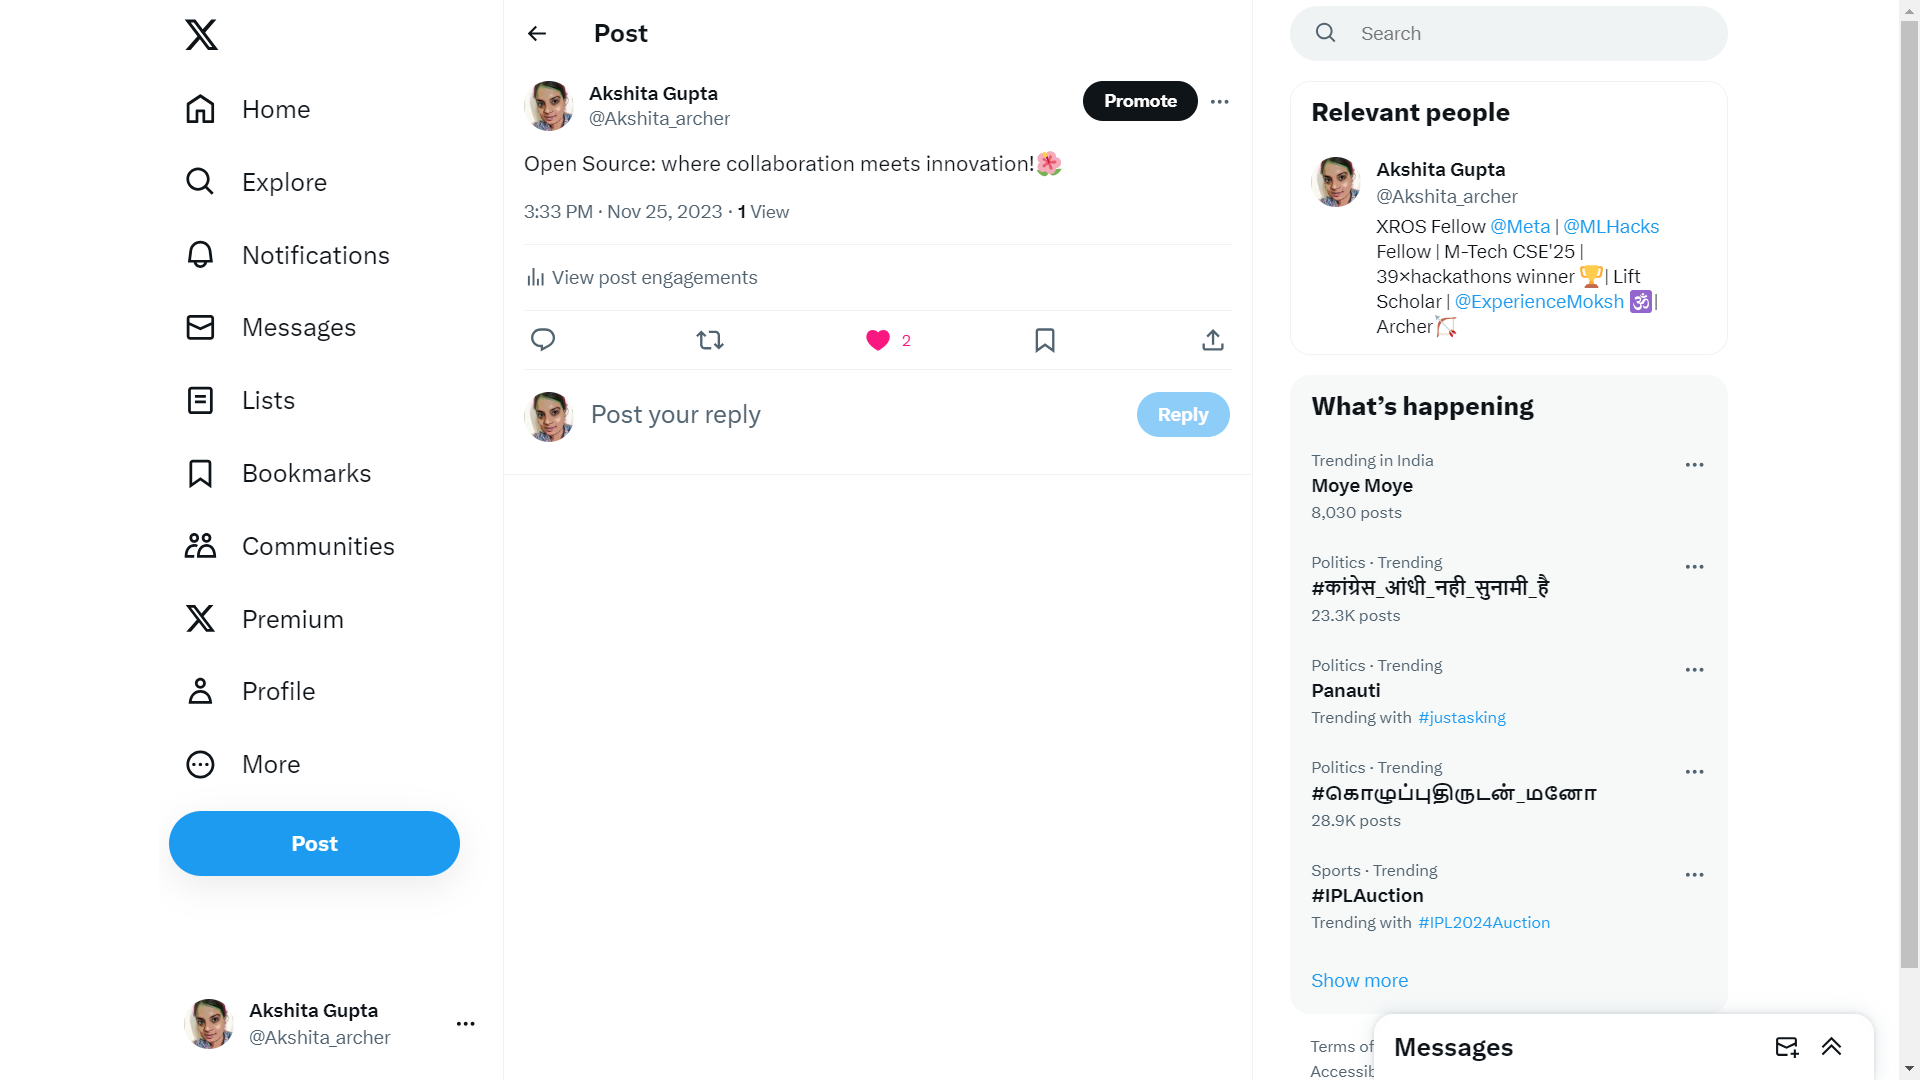 Home
Explore
Notifications
Messages
Lists
Bookmarks
Communities
Premium
Profile
More
Post
Akshita Gupta
@Akshita_archer
Post
Akshita Gupta
@Akshita_archer
Promote
Open Source: where collaboration meets innovation!🌺
3:33 PM · Nov 25, 2023 · 1 View
View post engagements
2
Post your reply
Reply
Search
Relevant people
Akshita Gupta
@Akshita_archer
XROS Fellow @Meta | @MLHacks
Fellow | M-Tech CSE'25 |
39×hackathons winner 🏆| Lift
Scholar | @ExperienceMoksh 🕉|
Archer🏹
What’s happening
Trending in India
Moye Moye
8,030 posts
Politics · Trending
#कांग्रेस_आंधी_नही_सुनामी_है
23.3K posts
Politics · Trending
Panauti
Trending with #justasking
Politics · Trending
#கொழுப்புதிருடன்_மனோ
28.9K posts
Sports · Trending
#IPLAuction
Trending with #IPL2024Auction
Show more
Terms of
Messages